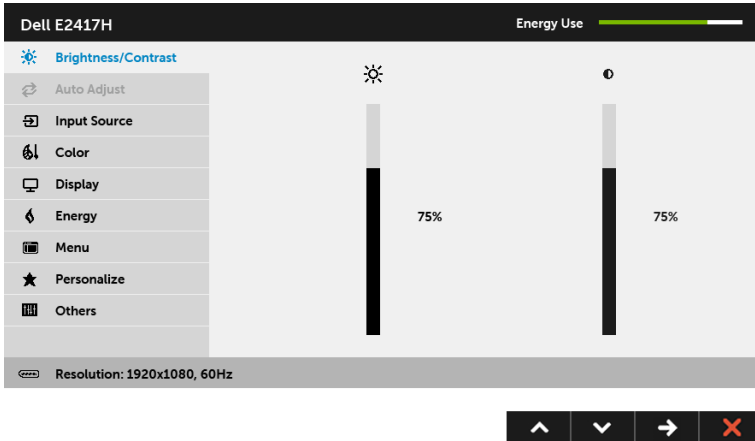 Dell E2417H
Energy Use
Brightness/Contrast
Auto Adjust
Input Source
Color
Display
Energy
Menu
Personalize
Others
75%
75%
Resolution: 1920x1080, 60Hz